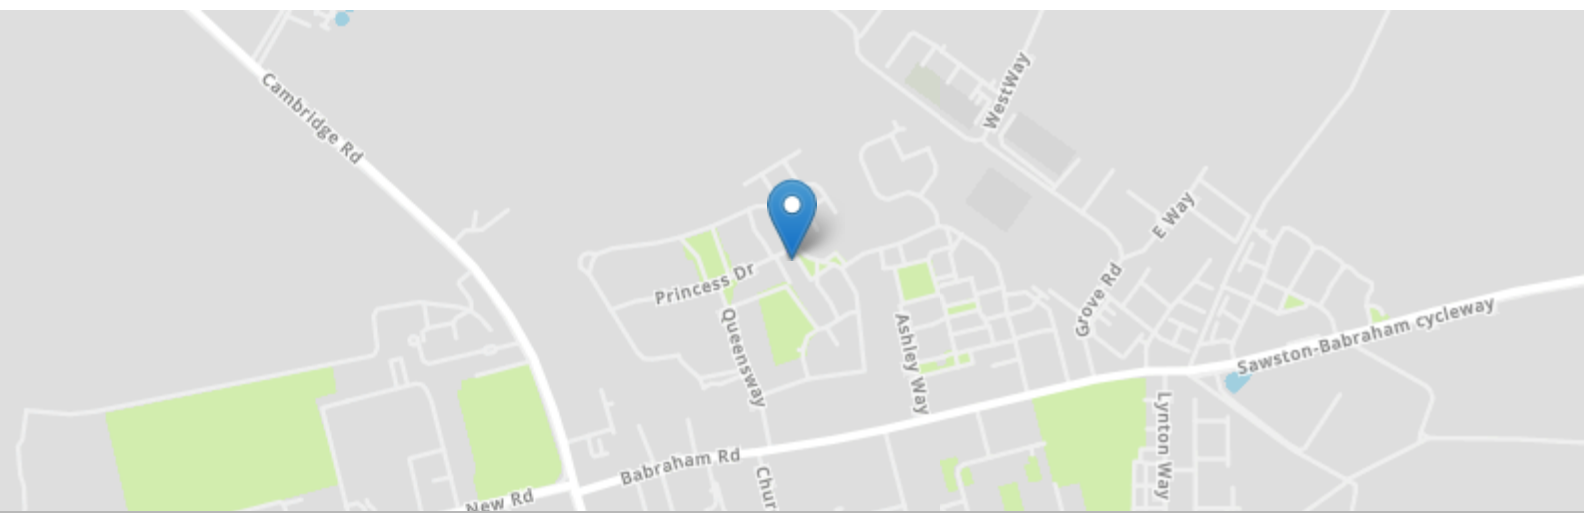 Cambridge Rd
WestWay
E Way
Princess Dr
Grove Rd
Queensway
Ashley Way
Sawston-Babraham cycleway
Lynton Way
Babraham Rd
Chur
New Rd